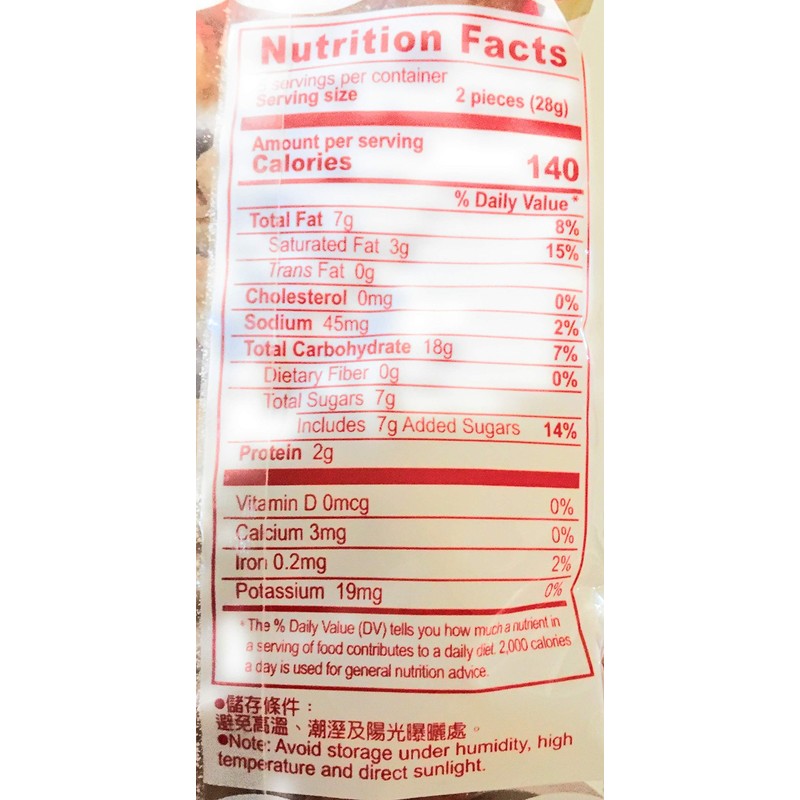 Nutrition Facts
servings per container
Serving size 2 pieces (28g)
Amount per serving
Calories 140
% Daily Value *
Total Fat 7g 8%
Saturated Fat 3g 15%
Trans Fat 0g
Cholesterol 0mg 0%
Sodium 45mg 2%
Total Carbohydrate 18g 7%
Dietary Fiber 0g 0%
Total Sugars 7g
Includes 7g Added Sugars 14%
Protein 2g
Vitamin D 0mcg 0%
Calcium 3mg 0%
Iron 0.2mg 2%
Potassium 19mg 0%
* The % Daily Value (DV) tells you how much a nutrient in
a serving of food contributes to a daily diet. 2,000 calories
a day is used for general nutrition advice.
●儲存條件：
避免高溫、潮溼及陽光曝曬處。
●Note: Avoid storage under humidity, high
temperature and direct sunlight.